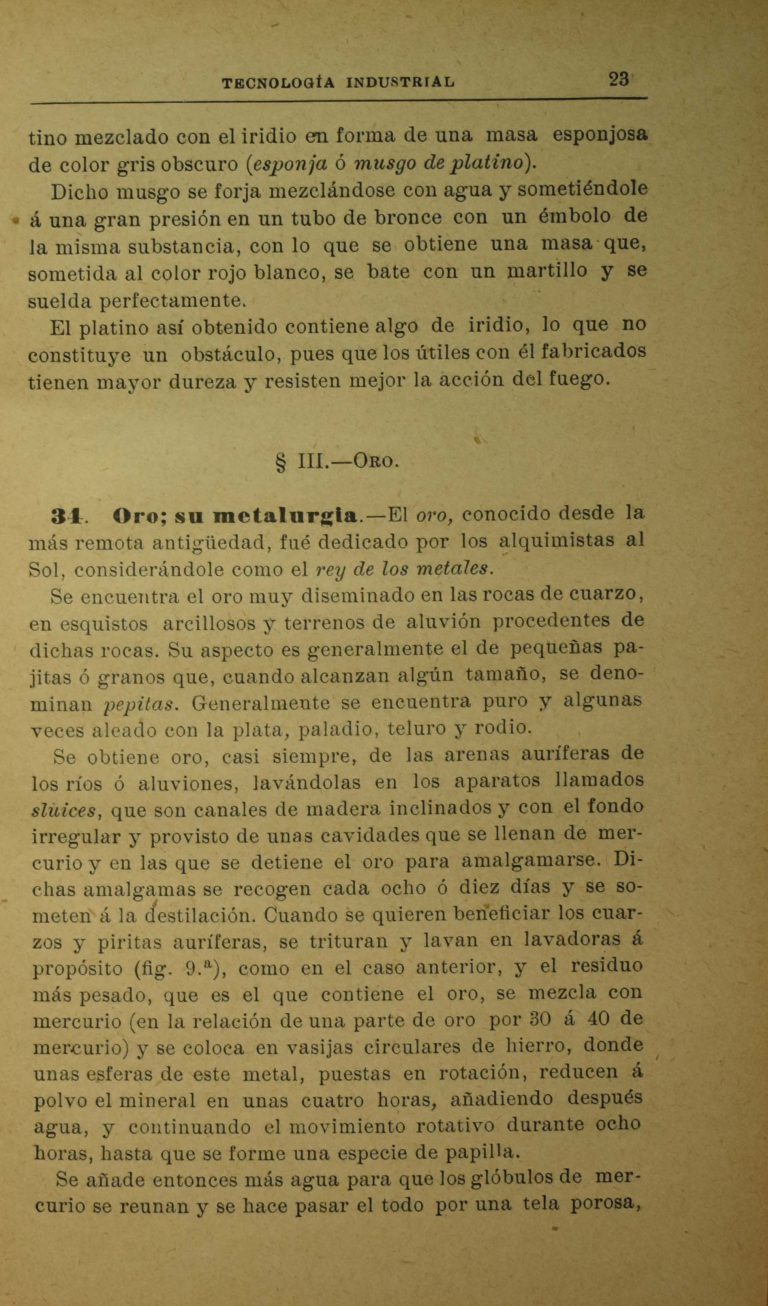 TECNOLOGÍA INDUSTRIAL 23
tino mezclado con el iridio en forma de una masa esponjosa
de color gris obscuro (esponja ó musgo de platino).
Dicho musgo se forja mezclándose con agua y sometiéndole
á una gran presión en un tubo de bronce con un émbolo de
la misma substancia, con lo que se obtiene una masa que,
sometida al color rojo blanco, se bate con un martillo y se
suelda perfectamente.
El platino así obtenido contiene algo de iridio, lo que no
constituye un obstáculo, pues que los útiles con él fabricados
tienen mayor dureza y resisten mejor la acción del fuego.
§ III.—ORO.
34. Oro; su metalurgia.—El oro, conocido desde la
más remota antigüedad, fué dedicado por los alquimistas al
Sol, considerándole como el rey de los metales.
Se encuentra el oro muy diseminado en las rocas de cuarzo,
en esquistos arcillosos y terrenos de aluvión procedentes de
dichas rocas. Su aspecto es generalmente el de pequeñas pa-
jitas ó granos que, cuando alcanzan algún tamaño, se deno-
minan pepitas. Generalmente se encuentra puro y algunas
veces aleado con la plata, paladio, teluro y rodio.
Se obtiene oro, casi siempre, de las arenas auríferas de
los ríos ó aluviones, lavándolas en los aparatos llamados
sluices, que son canales de madera inclinados y con el fondo
irregular y provisto de unas cavidades que se llenan de mer-
curio y en las que se detiene el oro para amalgamarse. Di-
chas amalgamas se recogen cada ocho ó diez días y se so-
meten á la destilación. Cuando se quieren beneficiar los cuar-
zos y piritas auríferas, se trituran y lavan en lavadoras á
propósito (fig. 9.ª), como en el caso anterior, y el residuo
más pesado, que es el que contiene el oro, se mezcla con
mercurio (en la relación de una parte de oro por 30 á 40 de
mercurio) y se coloca en vasijas circulares de hierro, donde
unas esferas de este metal, puestas en rotación, reducen á
polvo el mineral en unas cuatro horas, añadiendo después
agua, y continuando el movimiento rotativo durante ocho
horas, hasta que se forme una especie de papilla.
Se añade entonces más agua para que los glóbulos de mer-
curio se reunan y se hace pasar el todo por una tela porosa,